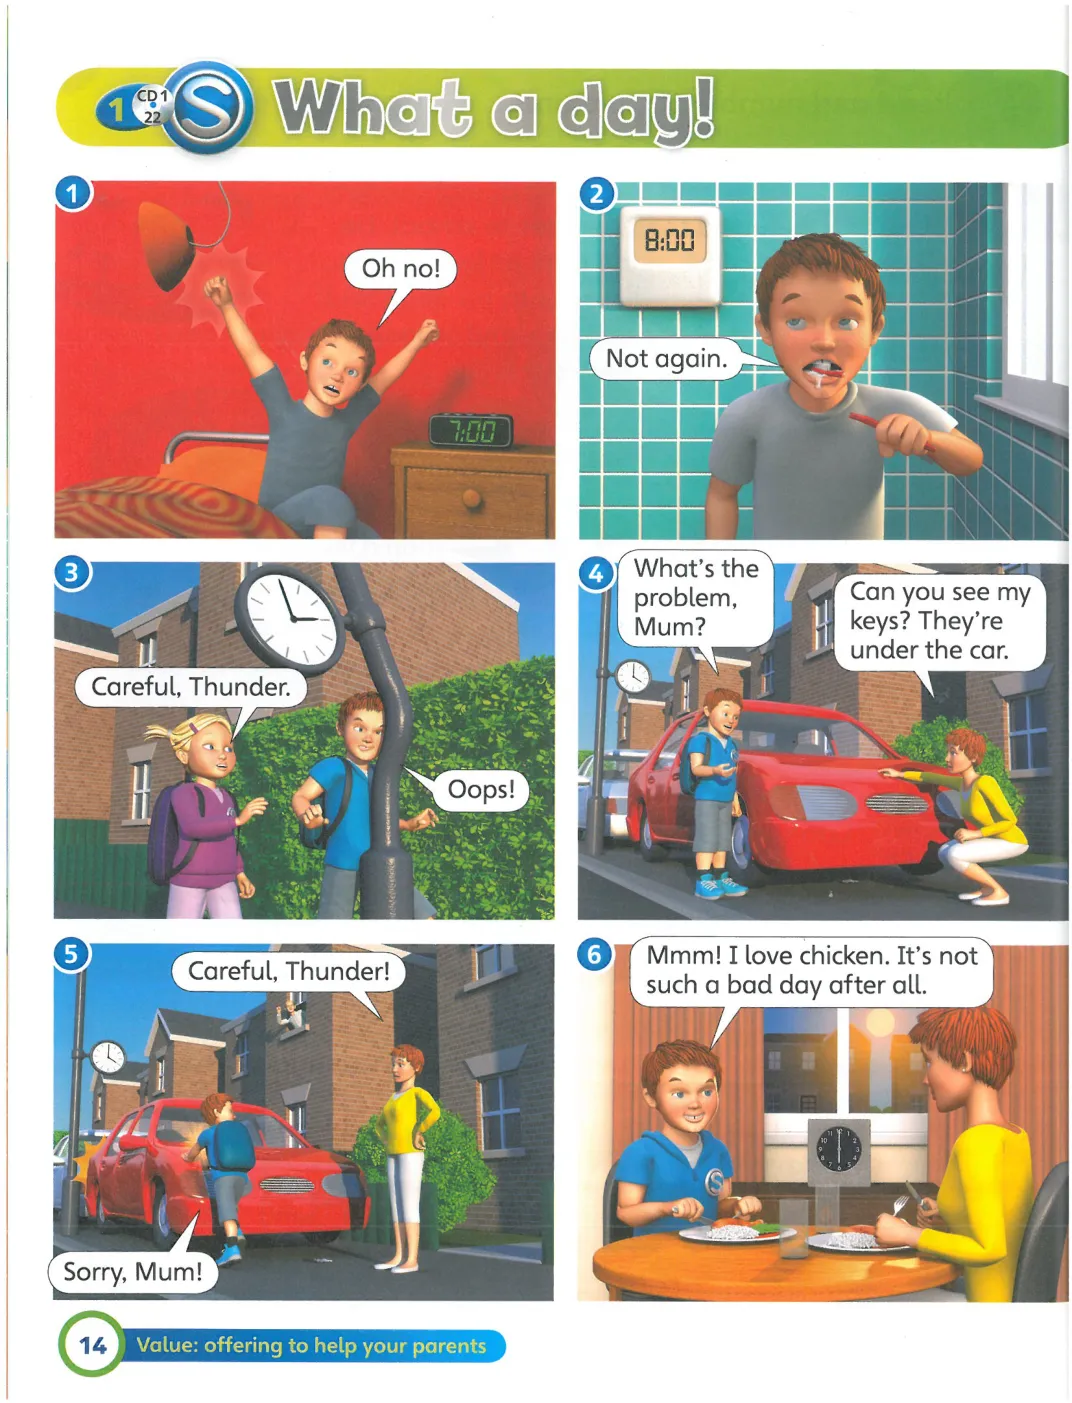 1
CD 1
22
S What a day!
1
Oh no!
7:00
2
8:00
Not again.
3
Careful, Thunder.
Oops!
4
What's the
problem,
Mum?
Can you see my
keys? They're
under the car.
5
Careful, Thunder!
Sorry, Mum!
6
Mmm! I love chicken. It's not
such a bad day after all.
S
14
Value: offering to help your parents